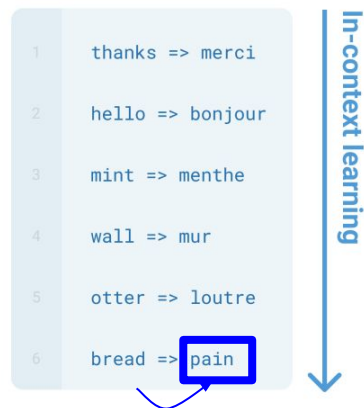 1 thanks => merci
2 hello => bonjour
3 mint => menthe
4 wall => mur
5 otter => loutre
6 bread => pain
In-context learning